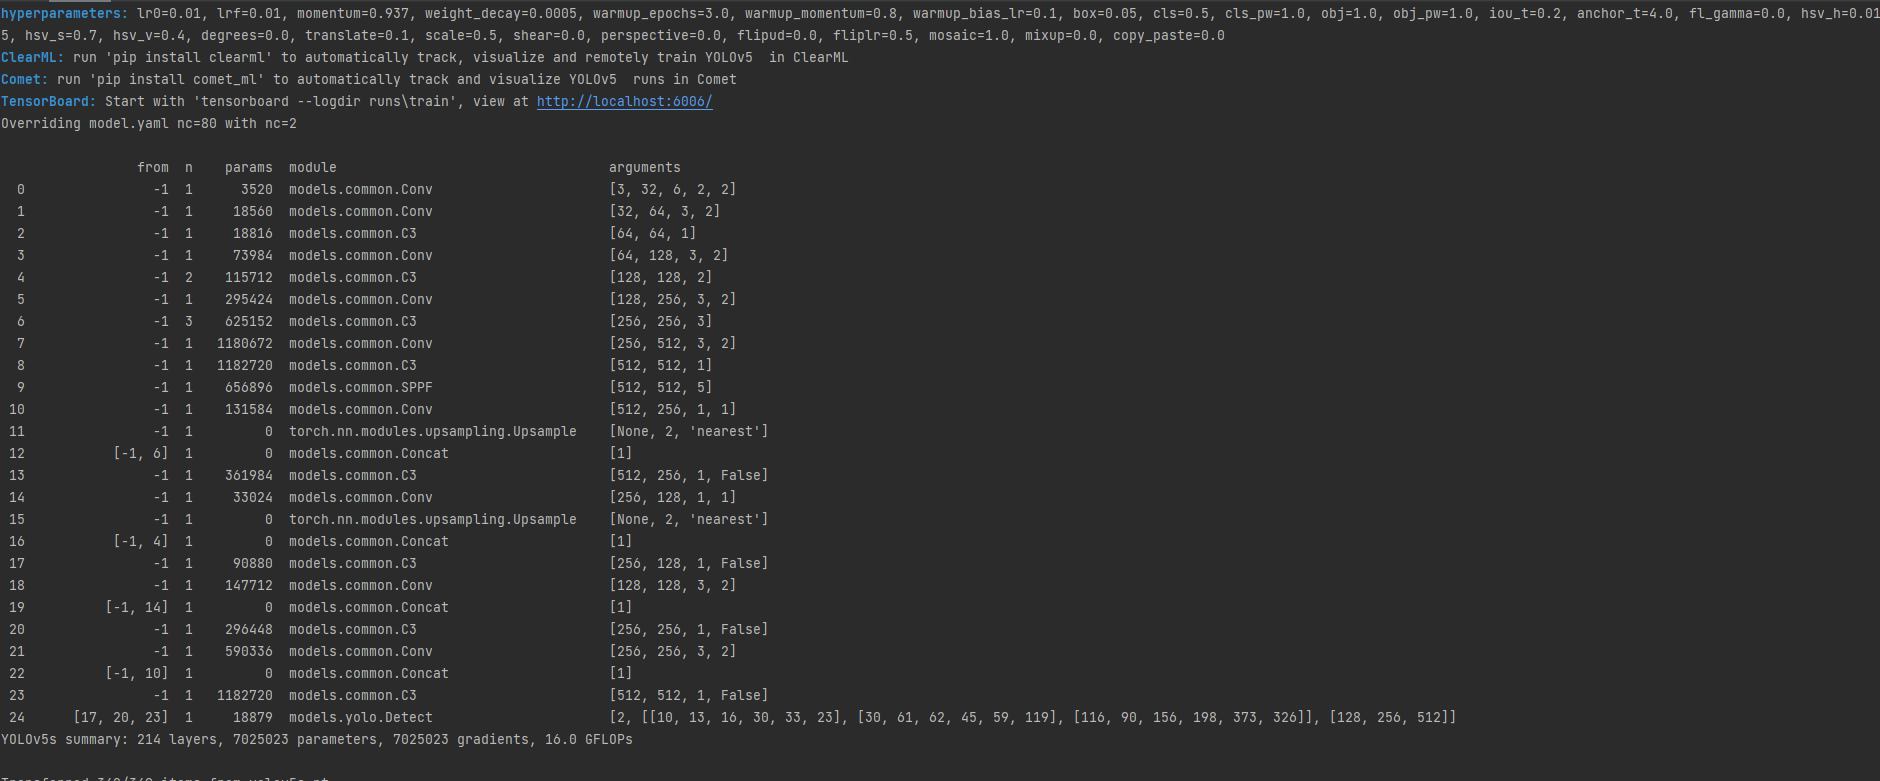 hyperparameters: lr0=0.01, lrf=0.01, momentum=0.937, weight_decay=0.0005, warmup_epochs=3.0, warmup_momentum=0.8, warmup_bias_lr=0.1, box=0.05, cls=0.5, cls_pw=1.0, obj=1.0, obj_pw=1.0, iou_t=0.2, anchor_t=4.0, fl_gamma=0.0, hsv_h=0.01
5, hsv_s=0.7, hsv_v=0.4, degrees=0.0, translate=0.1, scale=0.5, shear=0.0, perspective=0.0, flipud=0.0, fliplr=0.5, mosaic=1.0, mixup=0.0, copy_paste=0.0
ClearML: run 'pip install clearml' to automatically track, visualize and remotely train YOLOv5  in ClearML
Comet: run 'pip install comet_ml' to automatically track and visualize YOLOv5  runs in Comet
TensorBoard: Start with 'tensorboard --logdir runs\train', view at http://localhost:6006/
Overriding model.yaml nc=80 with nc=2
from  n    params  module                                  arguments
0                -1  1      3520  models.common.Conv                      [3, 32, 6, 2, 2]
1                -1  1     18560  models.common.Conv                      [32, 64, 3, 2]
2                -1  1     18816  models.common.C3                        [64, 64, 1]
3                -1  1     73984  models.common.Conv                      [64, 128, 3, 2]
4                -1  2    115712  models.common.C3                        [128, 128, 2]
5                -1  1    295424  models.common.Conv                      [128, 256, 3, 2]
6                -1  3    625152  models.common.C3                        [256, 256, 3]
7                -1  1   1180672  models.common.Conv                      [256, 512, 3, 2]
8                -1  1   1182720  models.common.C3                        [512, 512, 1]
9                -1  1    656896  models.common.SPPF                      [512, 512, 5]
10                -1  1    131584  models.common.Conv                      [512, 256, 1, 1]
11                -1  1         0  torch.nn.modules.upsampling.Upsample    [None, 2, 'nearest']
12           [-1, 6]  1         0  models.common.Concat                    [1]
13                -1  1    361984  models.common.C3                        [512, 256, 1, False]
14                -1  1     33024  models.common.Conv                      [256, 128, 1, 1]
15                -1  1         0  torch.nn.modules.upsampling.Upsample    [None, 2, 'nearest']
16           [-1, 4]  1         0  models.common.Concat                    [1]
17                -1  1     90880  models.common.C3                        [256, 128, 1, False]
18                -1  1    147712  models.common.Conv                      [128, 128, 3, 2]
19          [-1, 14]  1         0  models.common.Concat                    [1]
20                -1  1    296448  models.common.C3                        [256, 256, 1, False]
21                -1  1    590336  models.common.Conv                      [256, 256, 3, 2]
22          [-1, 10]  1         0  models.common.Concat                    [1]
23                -1  1   1182720  models.common.C3                        [512, 512, 1, False]
24      [17, 20, 23]  1     18879  models.yolo.Detect                      [2, [[10, 13, 16, 30, 33, 23], [30, 61, 62, 45, 59, 119], [116, 90, 156, 198, 373, 326]], [128, 256, 512]]
YOLOv5s summary: 214 layers, 7025023 parameters, 7025023 gradients, 16.0 GFLOPs